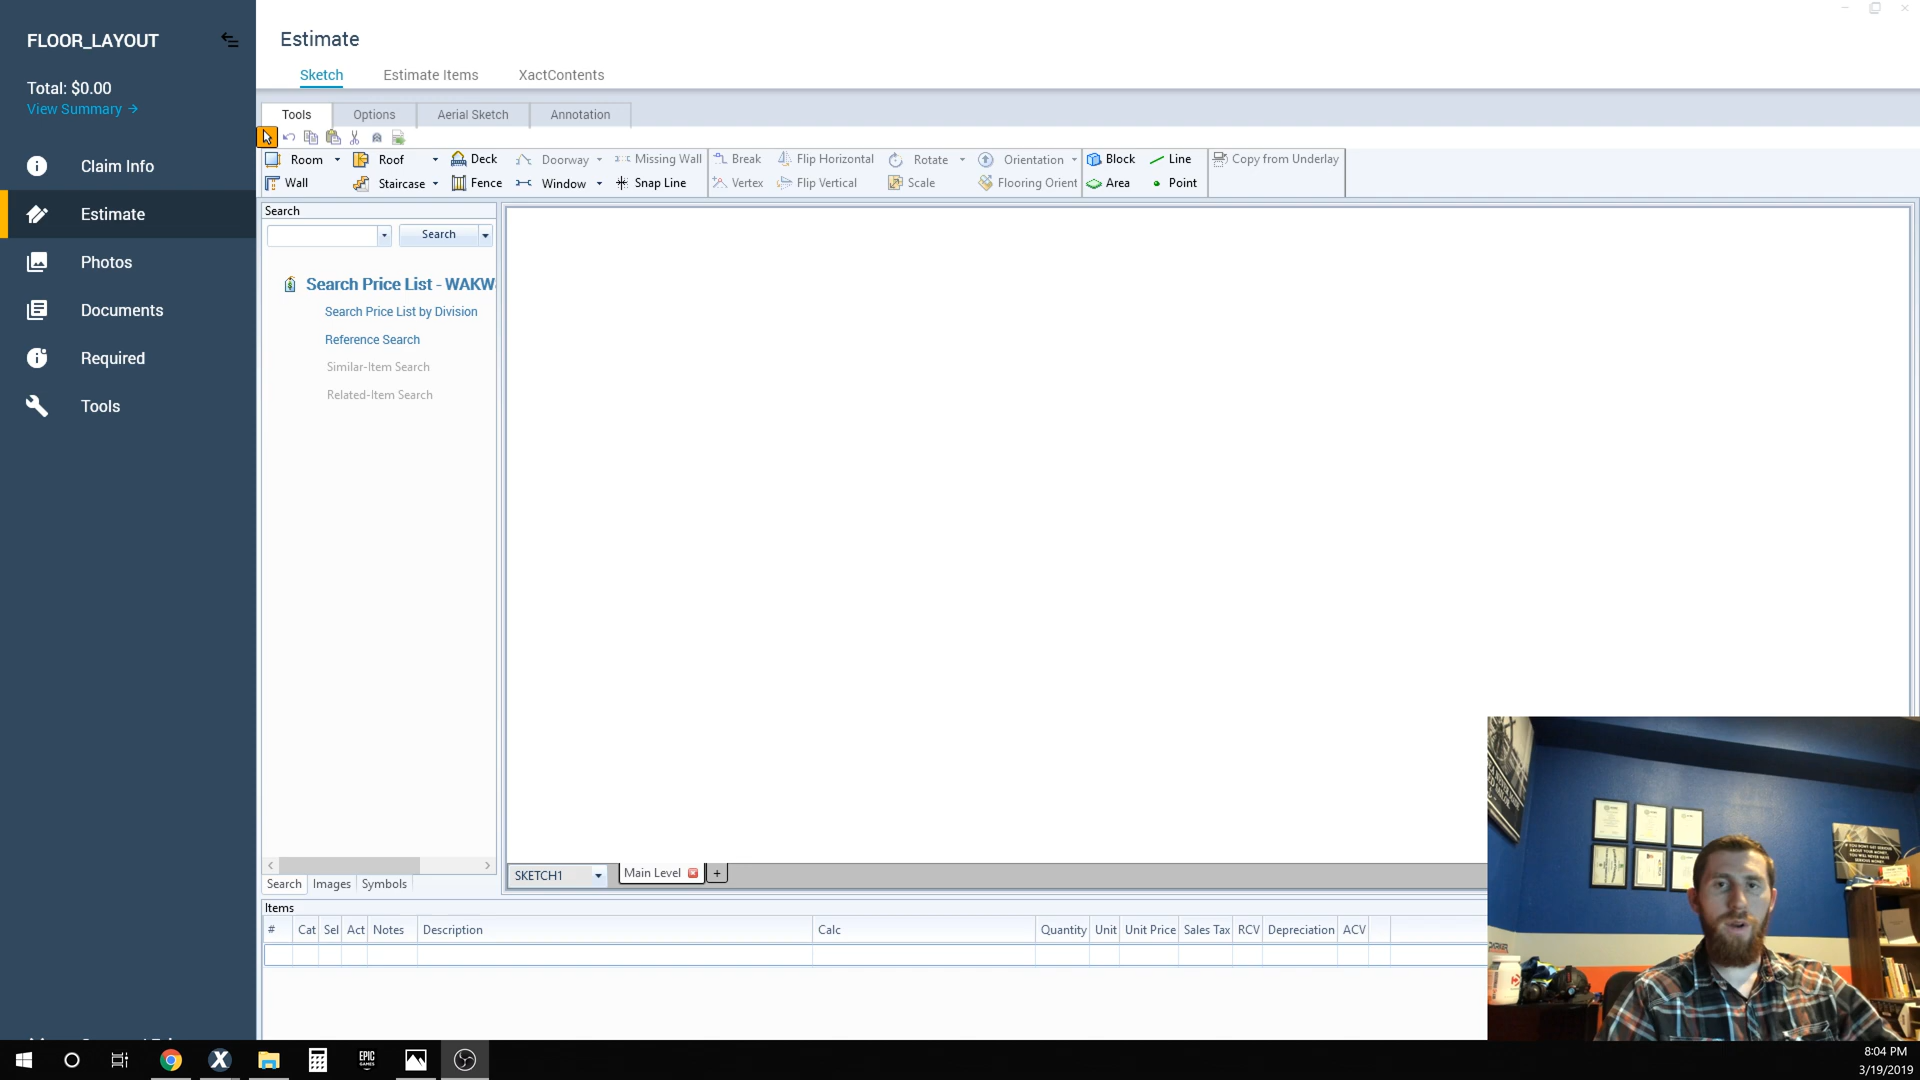 FLOOR_LAYOUT
Total: $0.00
View Summary →
Claim Info
Estimate
Photos
Documents
Required
Tools
Estimate
Sketch Estimate Items XactContents
Tools Options Aerial Sketch Annotation
Room Roof Deck Doorway Missing Wall Break Flip Horizontal Rotate Orientation Block Line Copy from Underlay
Wall Staircase Fence Window Snap Line Vertex Flip Vertical Scale Flooring Orient Area Point
Search
Search
Search Price List - WAKW
Search Price List by Division
Reference Search
Similar-Item Search
Related-Item Search
SKETCH1 Main Level +
Search Images Symbols
Items
# Cat Sel Act Notes Description Calc Quantity Unit Unit Price Sales Tax RCV Depreciation ACV
EPIC
GAMES
8:04 PM
3/19/2019